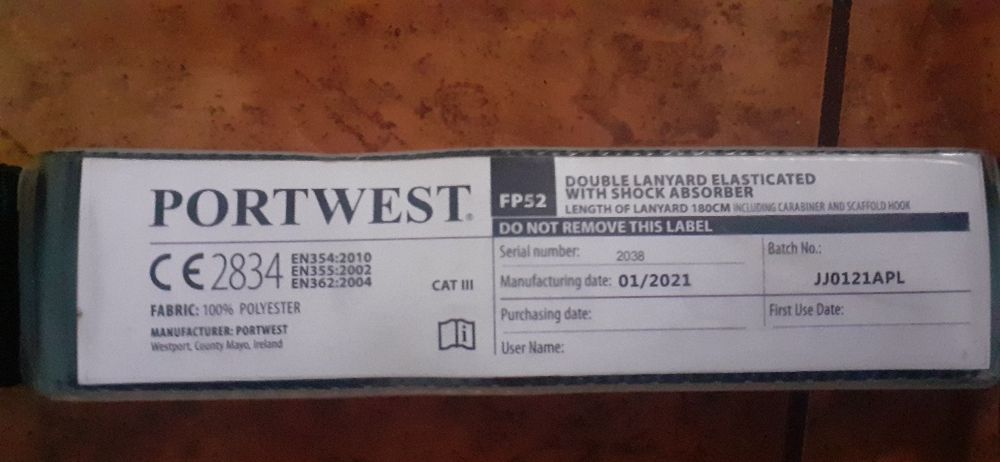 PORTWEST®
CE 2834
EN354:2010
EN355:2002
EN362:2004
CAT III
FABRIC: 100% POLYESTER
MANUFACTURER: PORTWEST
Westport, County Mayo, Ireland
FP52
DOUBLE LANYARD ELASTICATED
WITH SHOCK ABSORBER
LENGTH OF LANYARD 180CM INCLUDING CARABINER AND SCAFFOLD HOOK
DO NOT REMOVE THIS LABEL
Serial number: 2038
Batch No.:
Manufacturing date: 01/2021
JJ0121APL
Purchasing date:
First Use Date:
User Name: